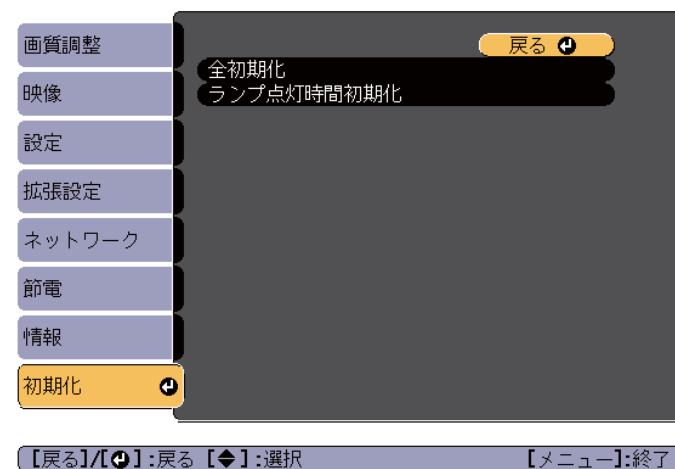 画質調整
映像
設定
拡張設定
ネットワーク
節電
情報
初期化
戻る
全初期化
ランプ点灯時間初期化
[戻る]/[⏎]:戻る [◆]:選択 [メニュー]:終了